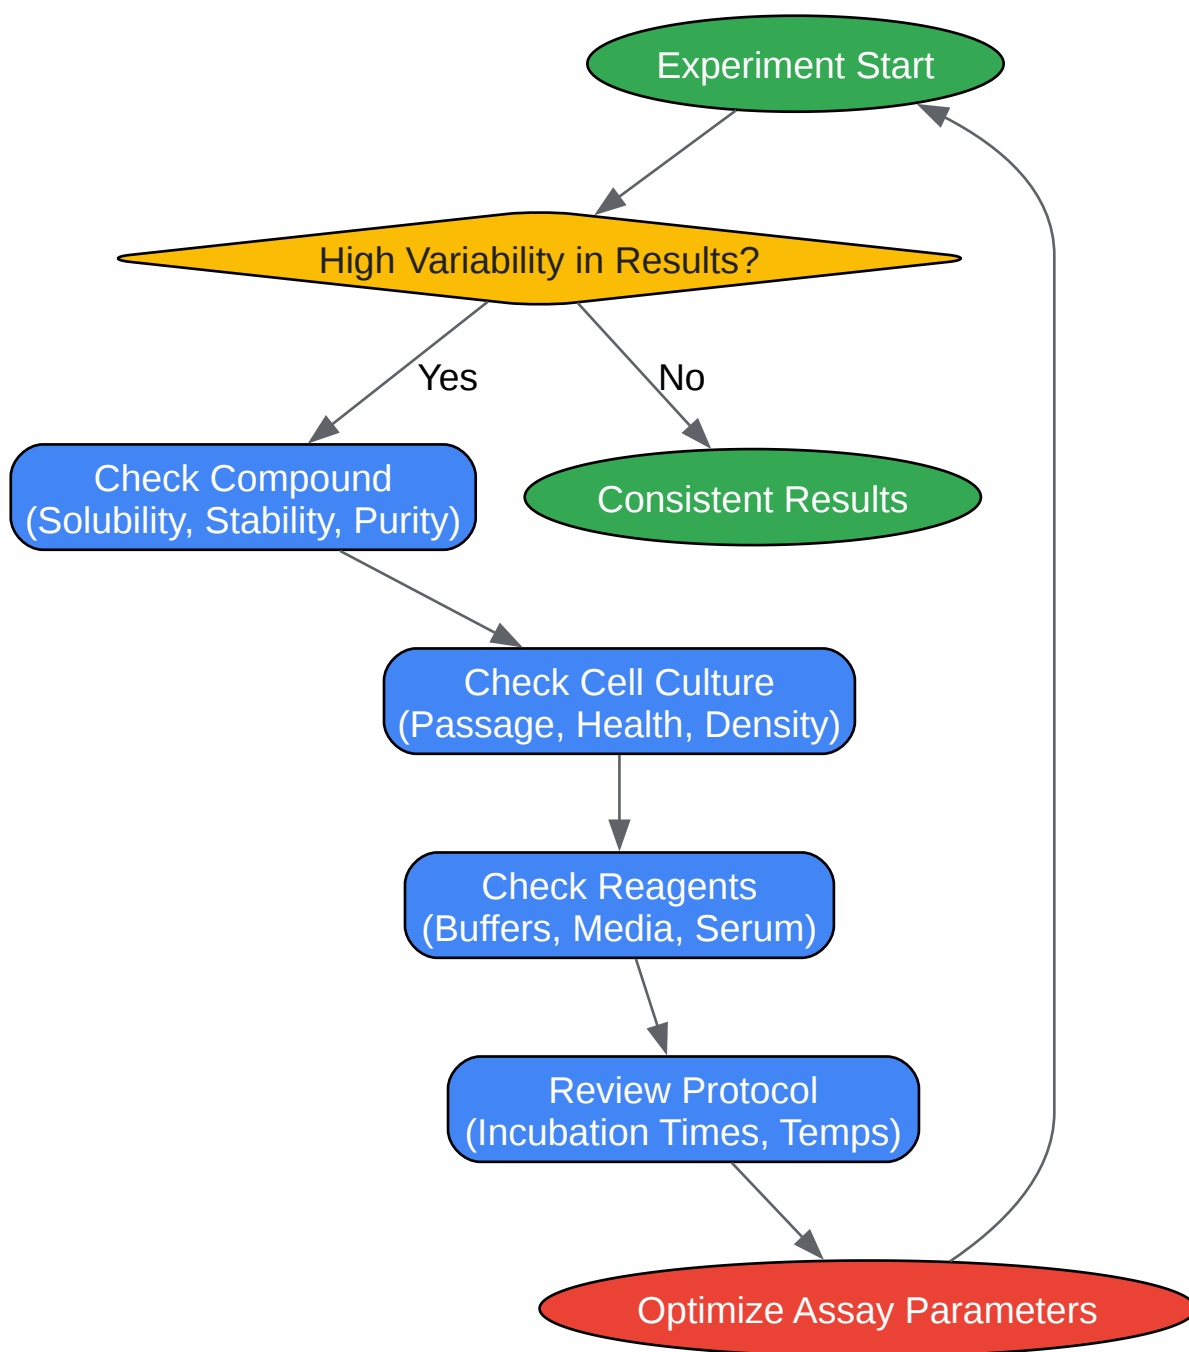 Experiment Start
High Variability in Results?
Yes
No
Check Compound
(Solubility, Stability, Purity)
Consistent Results
Check Cell Culture
(Passage, Health, Density)
Check Reagents
(Buffers, Media, Serum)
Review Protocol
(Incubation Times, Temps)
Optimize Assay Parameters